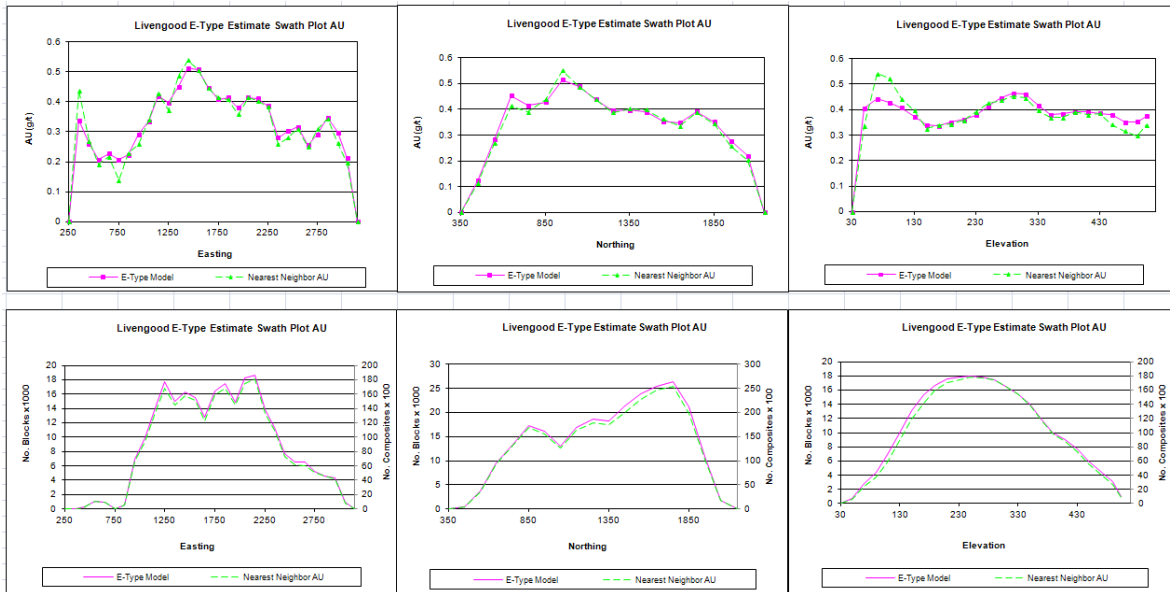 Livengood E-Type Estimate Swath Plot AU
AU(g/t)
0.6
0.5
0.4
0.3
0.2
0.1
0
250 750 1250 1750 2250 2750
Easting
E-Type Model Nearest Neighbor AU
Livengood E-Type Estimate Swath Plot AU
AU(g/t)
0.6
0.5
0.4
0.3
0.2
0.1
0
350 850 1350 1850
Northing
E-Type Model Nearest Neighbor AU
Livengood E-Type Estimate Swath Plot AU
AU(g/t)
0.6
0.5
0.4
0.3
0.2
0.1
0
30 130 230 330 430
Elevation
E-Type Model Nearest Neighbor AU
Livengood E-Type Estimate Swath Plot AU
No. Blocks x1000
20
18
16
14
12
10
8
6
4
2
0
200
180
160
140
120
100
80
60
40
20
0
No. Composites x 100
250 750 1250 1750 2250 2750
Easting
E-Type Model Nearest Neighbor AU
Livengood E-Type Estimate Swath Plot AU
No. Blocks x1000
30
25
20
15
10
5
0
300
250
200
150
100
50
0
No. Composites x 100
350 850 1350 1850
Northing
E-Type Model Nearest Neighbor AU
Livengood E-Type Estimate Swath Plot AU
No. Blocks x1000
20
18
16
14
12
10
8
6
4
2
0
200
180
160
140
120
100
80
60
40
20
0
No. Composites x 100
30 130 230 330 430
Elevation
E-Type Model Nearest Neighbor AU